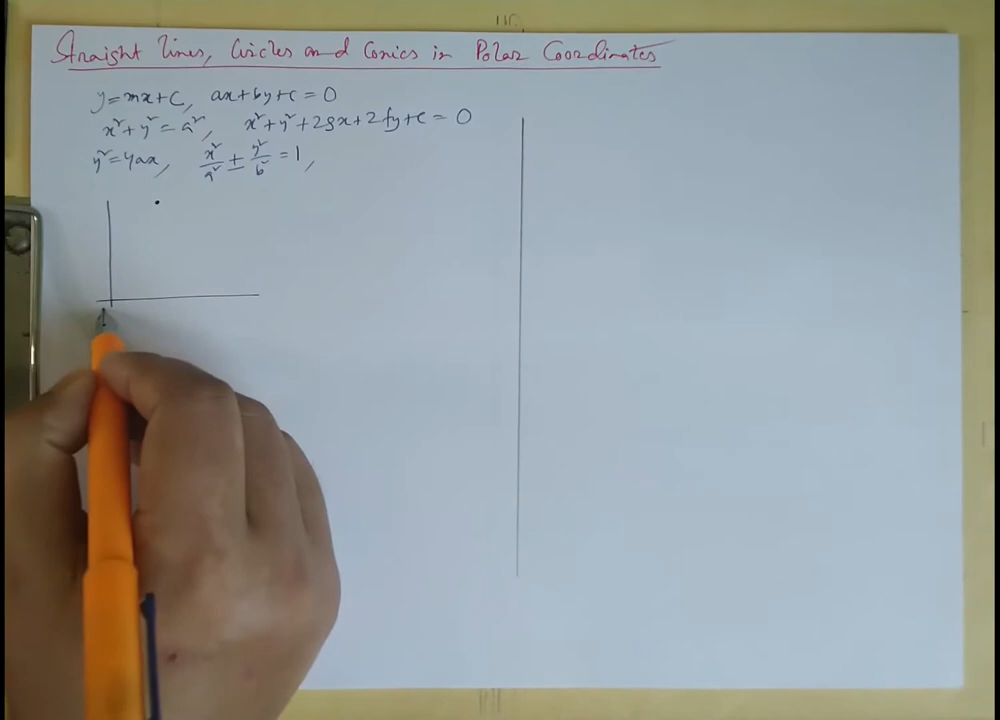 Straight lines, Circles and Conics in Polar Coordinates
y=mx+c, ax+by+c=0
x²+y²=a², x²+y²+2gx+2fy+c=0
y²=4ax, x²/a² ± y²/b² =1,